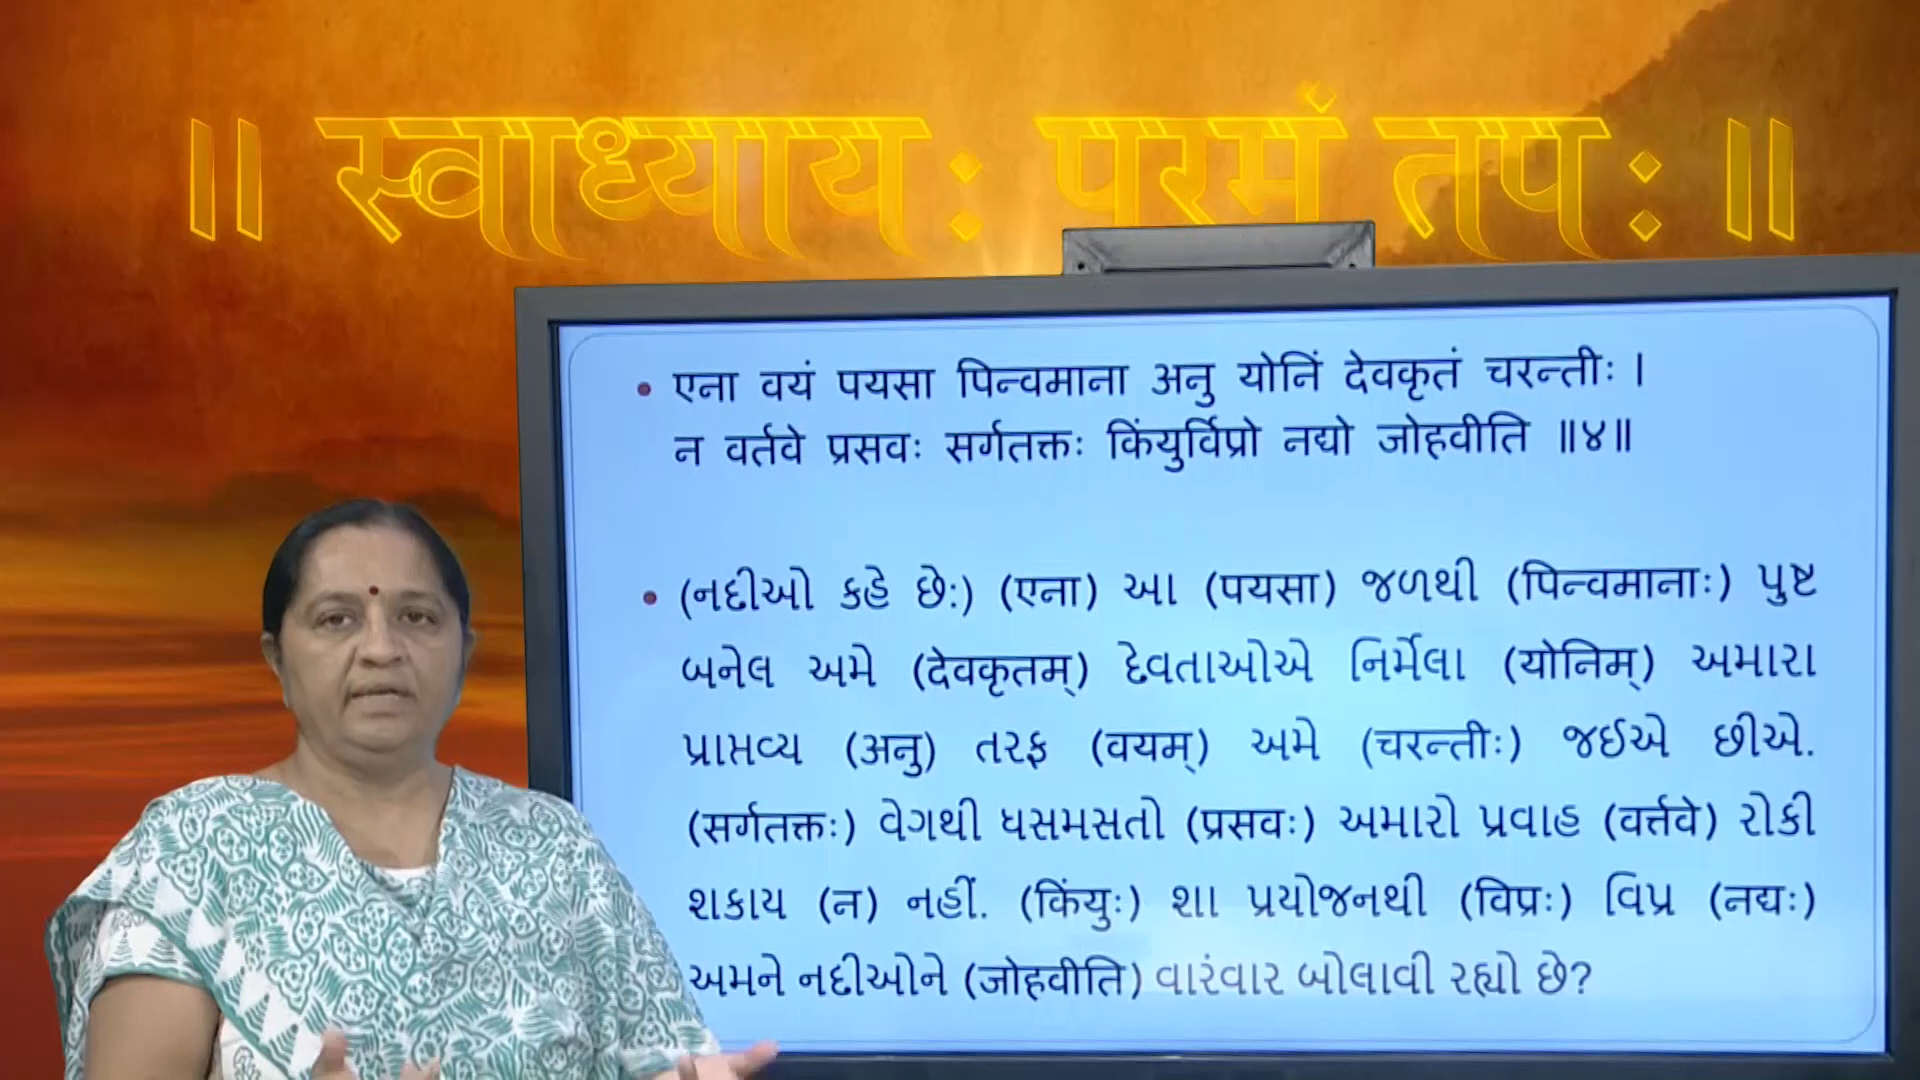 ॥ स्वाध्यायः परमं तपः ॥
• एना वयं पयसा पिन्वमाना अनु योनिं देवकृतं चरन्तीः ।
न वर्तवे प्रसवः सर्गतक्तः किंयुर्विप्रो नद्यो जोहवीति ॥४॥
• (નદીઓ કહે છેઃ) (एना) આ (पयसा) જળથી (पिन्वमानाः) પુષ્ટ
બનેલ અમે (देवकृतम्) દેવતાઓએ નિર્મેલા (योनिम्) અમારા
પ્રાપ્તવ્ય (अनु) તરફ (वयम्) અમે (चरन्तीः) જઈએ છીએ.
(सर्गतक्तः) વેગથી ધસમસતો (प्रसवः) અમારો પ્રવાહ (वर्त्तवे) રોકી
શકાય (न) નહીં. (किंयुः) શા પ્રયોજનથી (विप्रः) વિપ્ર (नद्यः)
અમને નદીઓને (जोहवीति) વારંવાર બોલાવી રહ્યો છે?